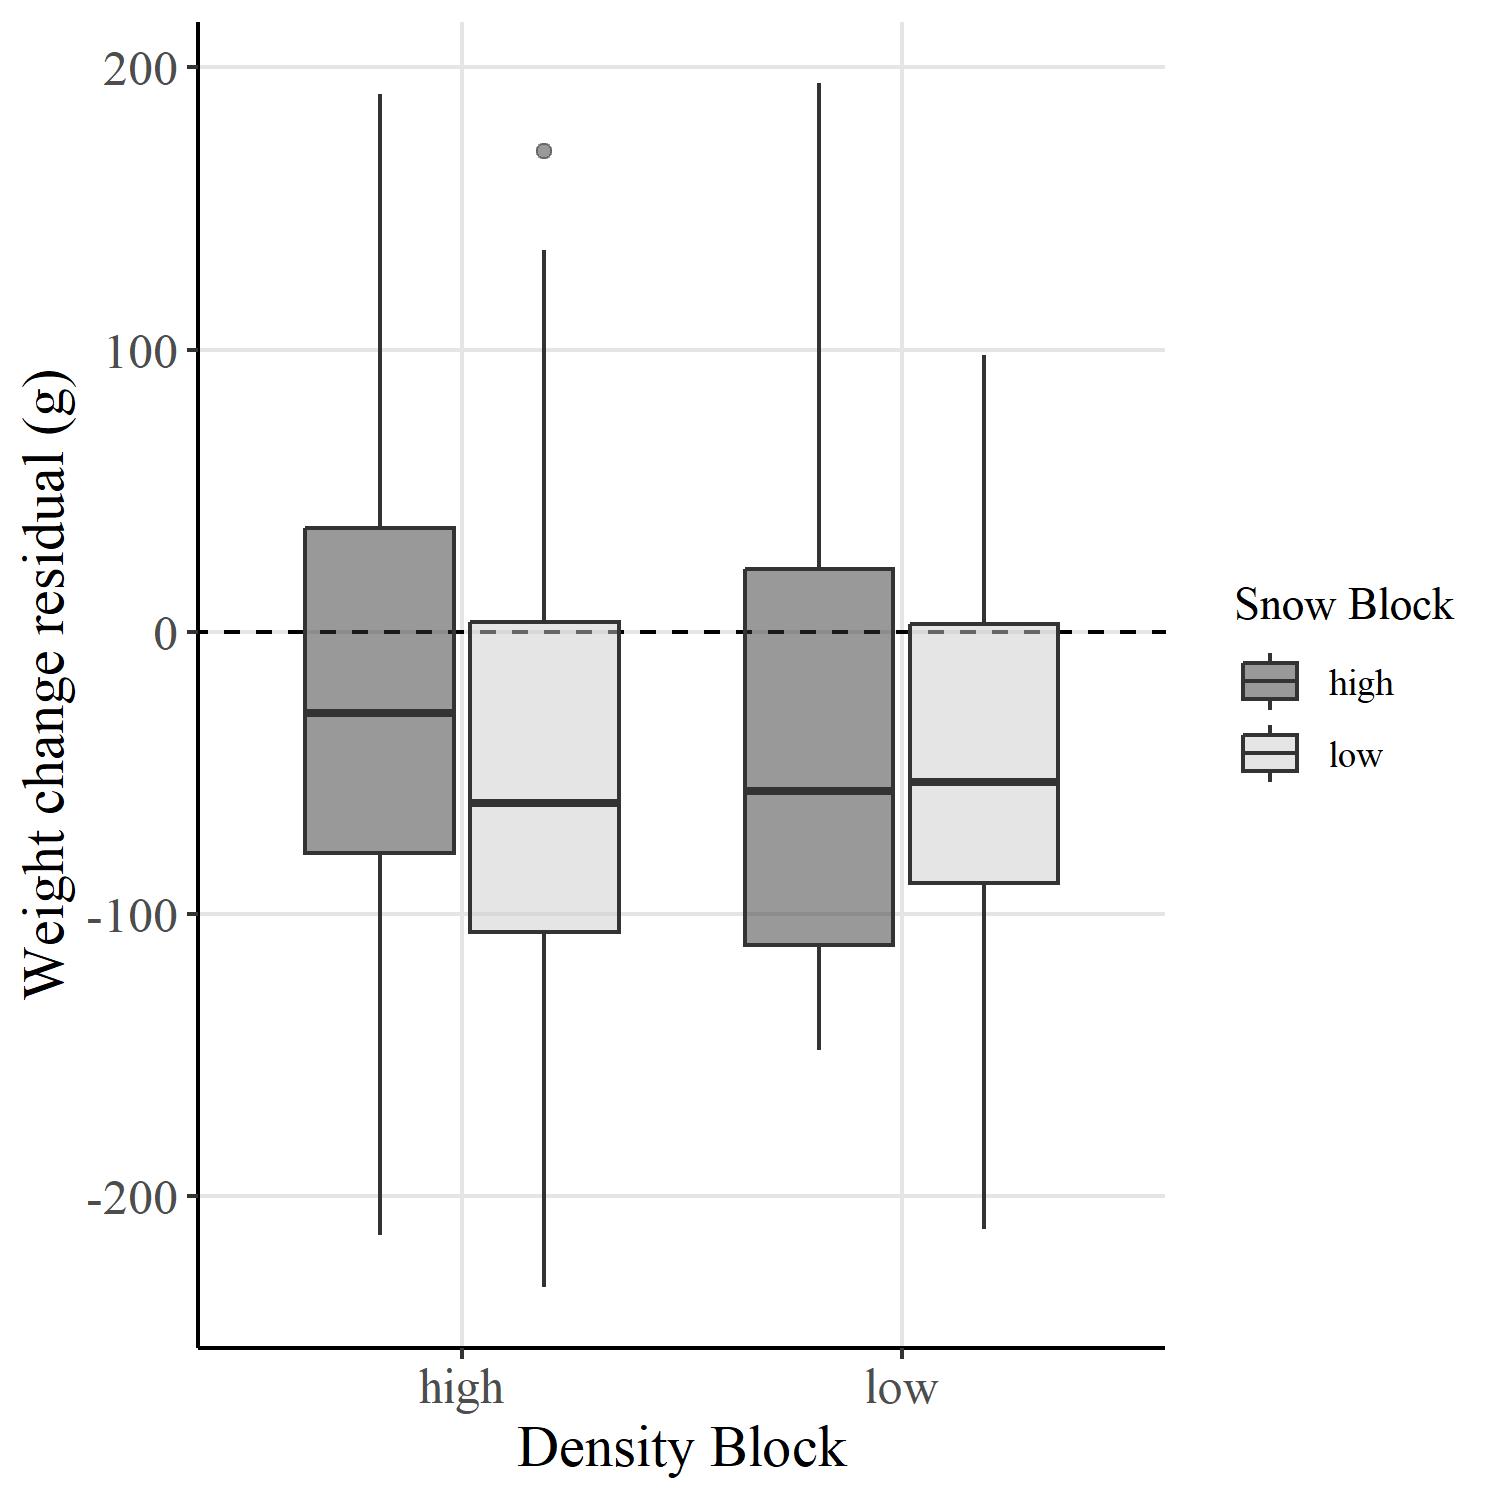 Weight change residual (g)
200
100
0
-100
-200
high
low
Density Block
Snow Block
high
low